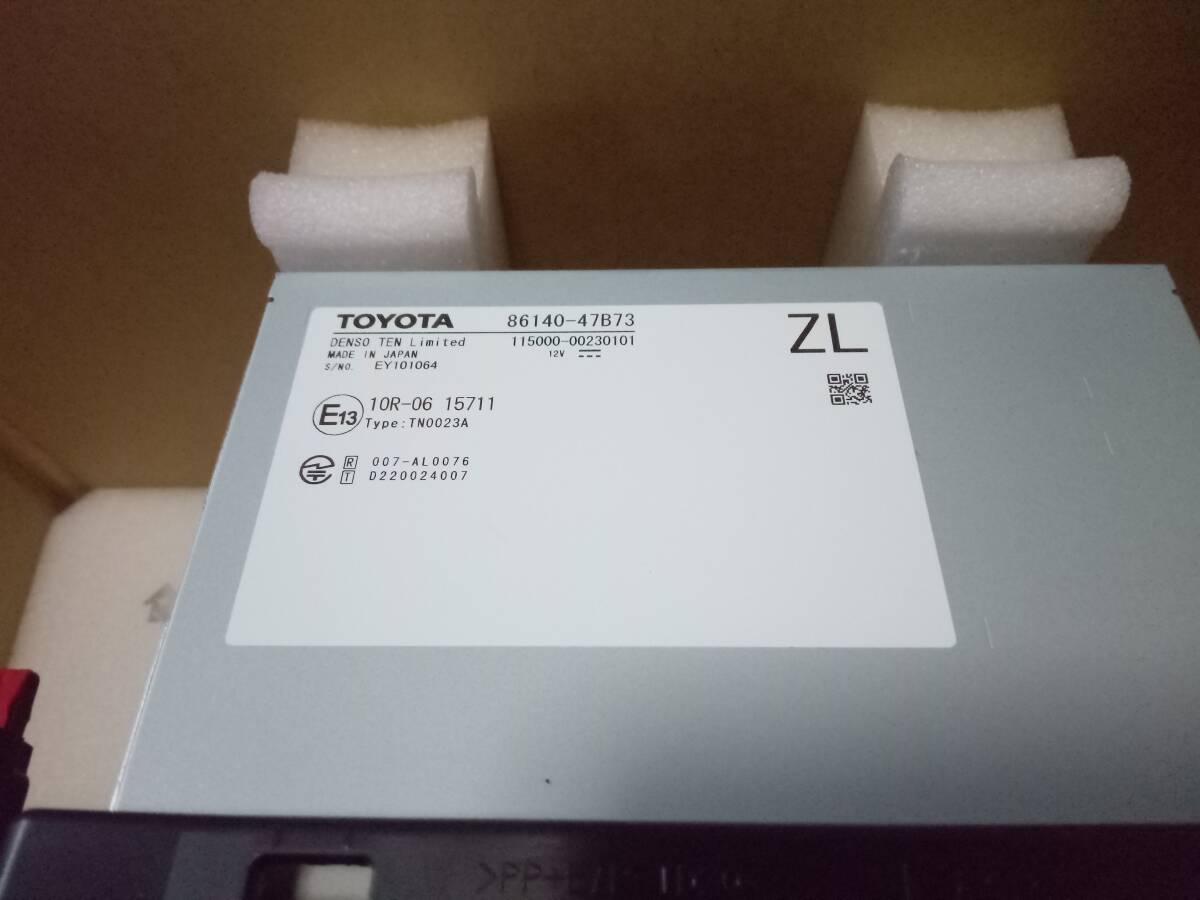 TOYOTA 86140-47B73 ZL
DENSO TEN Limited 115000-00230101
MADE IN JAPAN 12V
S/NO. EY101064
E13 10R-06 15711
Type:TN0023A
R 007-AL0076
T D220024007